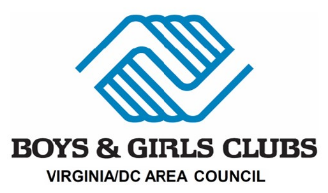 BOYS & GIRLS CLUBS
VIRGINIA/DC AREA COUNCIL